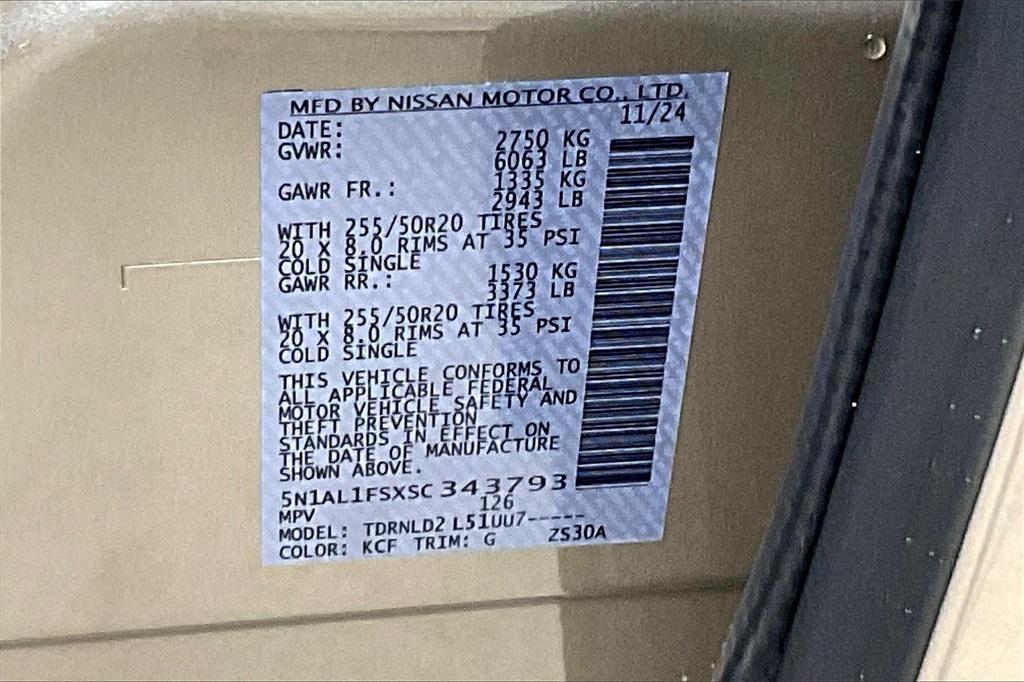 MFD BY NISSAN MOTOR CO., LTD.
DATE: 11/24
GVWR: 2750 KG
6063 LB
GAWR FR.: 1335 KG
2943 LB
WITH 255/50R20 TIRES
20 X 8.0 RIMS AT 35 PSI
COLD SINGLE
GAWR RR.: 1530 KG
3373 LB
WITH 255/50R20 TIRES
20 X 8.0 RIMS AT 35 PSI
COLD SINGLE
THIS VEHICLE CONFORMS TO
ALL APPLICABLE FEDERAL
MOTOR VEHICLE SAFETY AND
THEFT PREVENTION
STANDARDS IN EFFECT ON
THE DATE OF MANUFACTURE
SHOWN ABOVE.
5N1AL1FSXSC343793
MPV 126
MODEL: TDRNLD2 L51UU7-----
COLOR: KCF TRIM: G ZS30A